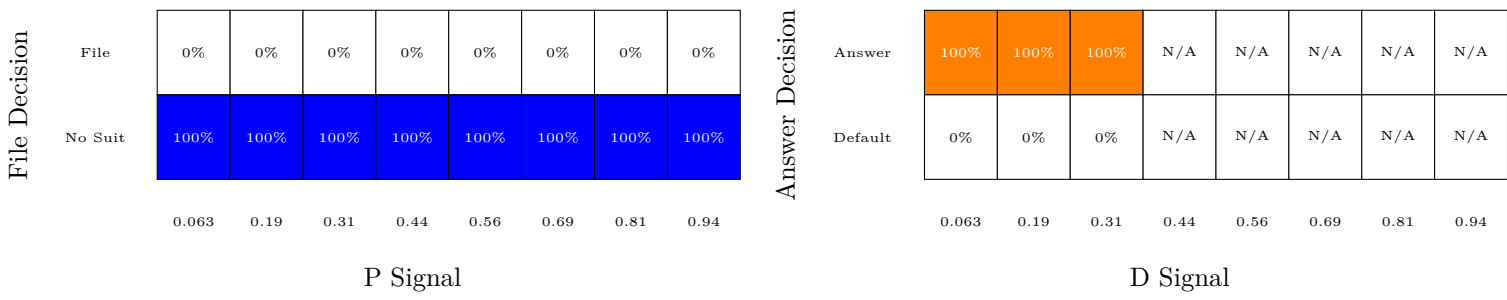 File Decision
File
0% 0% 0% 0% 0% 0% 0% 0%
No Suit
100% 100% 100% 100% 100% 100% 100% 100%
0.063 0.19 0.31 0.44 0.56 0.69 0.81 0.94
P Signal
Answer Decision
Answer
100% 100% 100% N/A N/A N/A N/A N/A
Default
0% 0% 0% N/A N/A N/A N/A N/A
0.063 0.19 0.31 0.44 0.56 0.69 0.81 0.94
D Signal